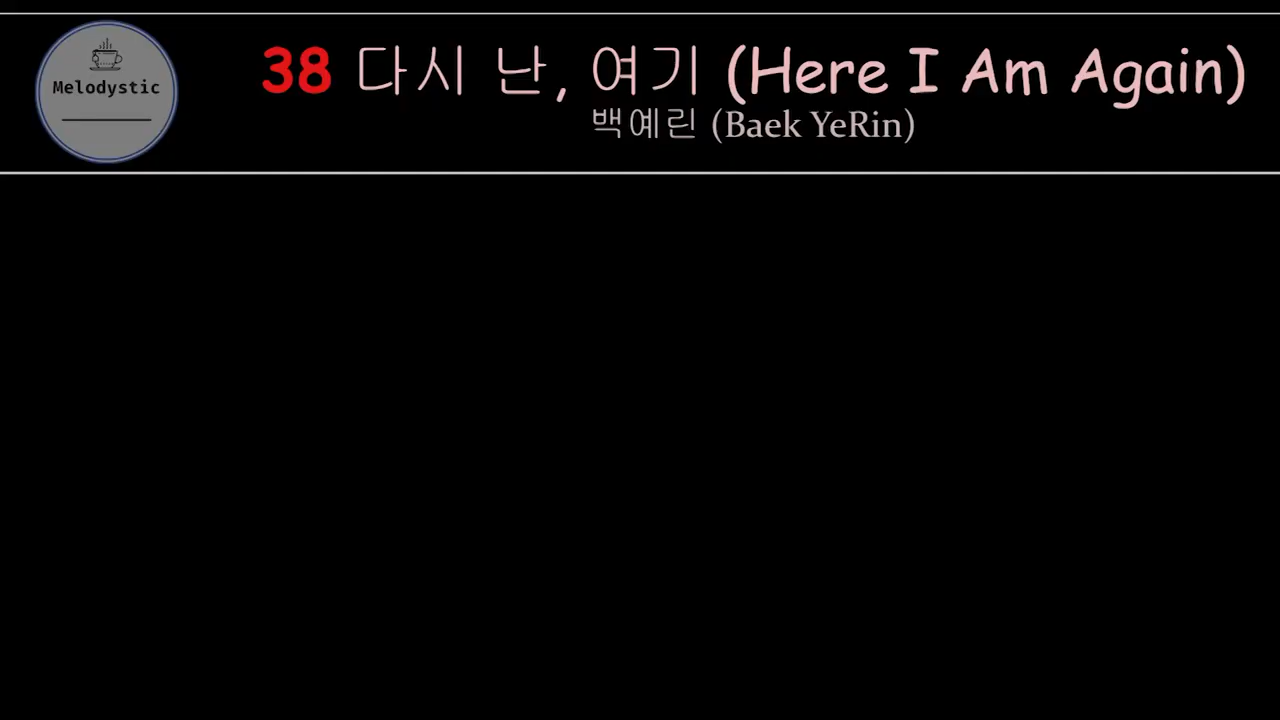 Melodystic
38 다시 난, 여기 (Here I Am Again)
백예린 (Baek YeRin)